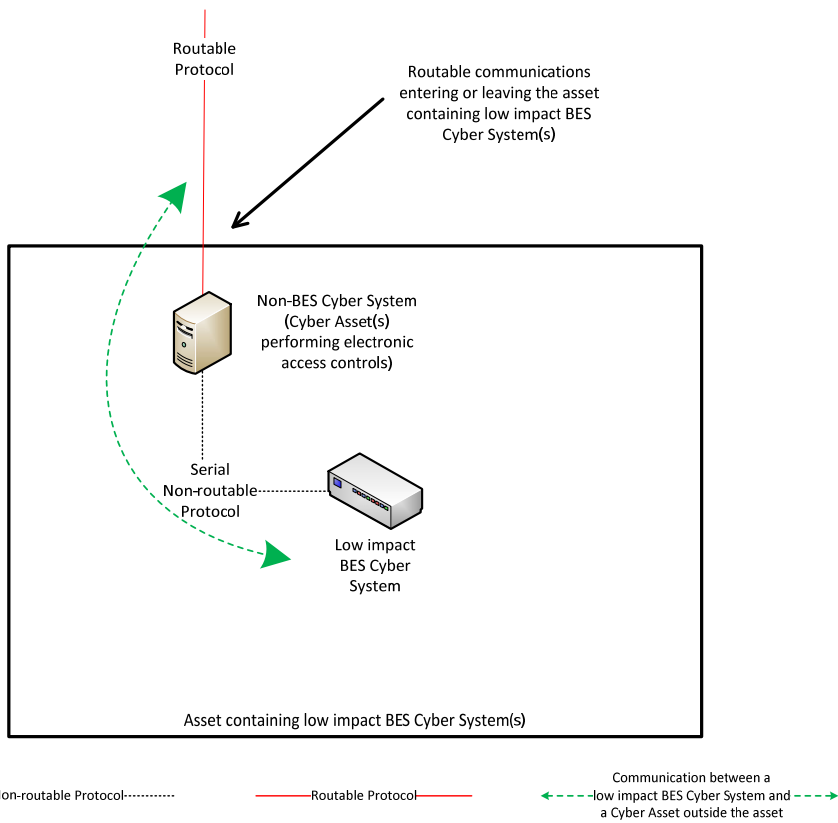 Routable
Protocol
Routable communications
entering or leaving the asset
containing low impact BES
Cyber System(s)
Non-BES Cyber System
(Cyber Asset(s)
performing electronic
access controls)
Serial
Non-routable
Protocol
Low impact
BES Cyber
System
Asset containing low impact BES Cyber System(s)
Non-routable Protocol
Routable Protocol
Communication between a
low impact BES Cyber System and
a Cyber Asset outside the asset